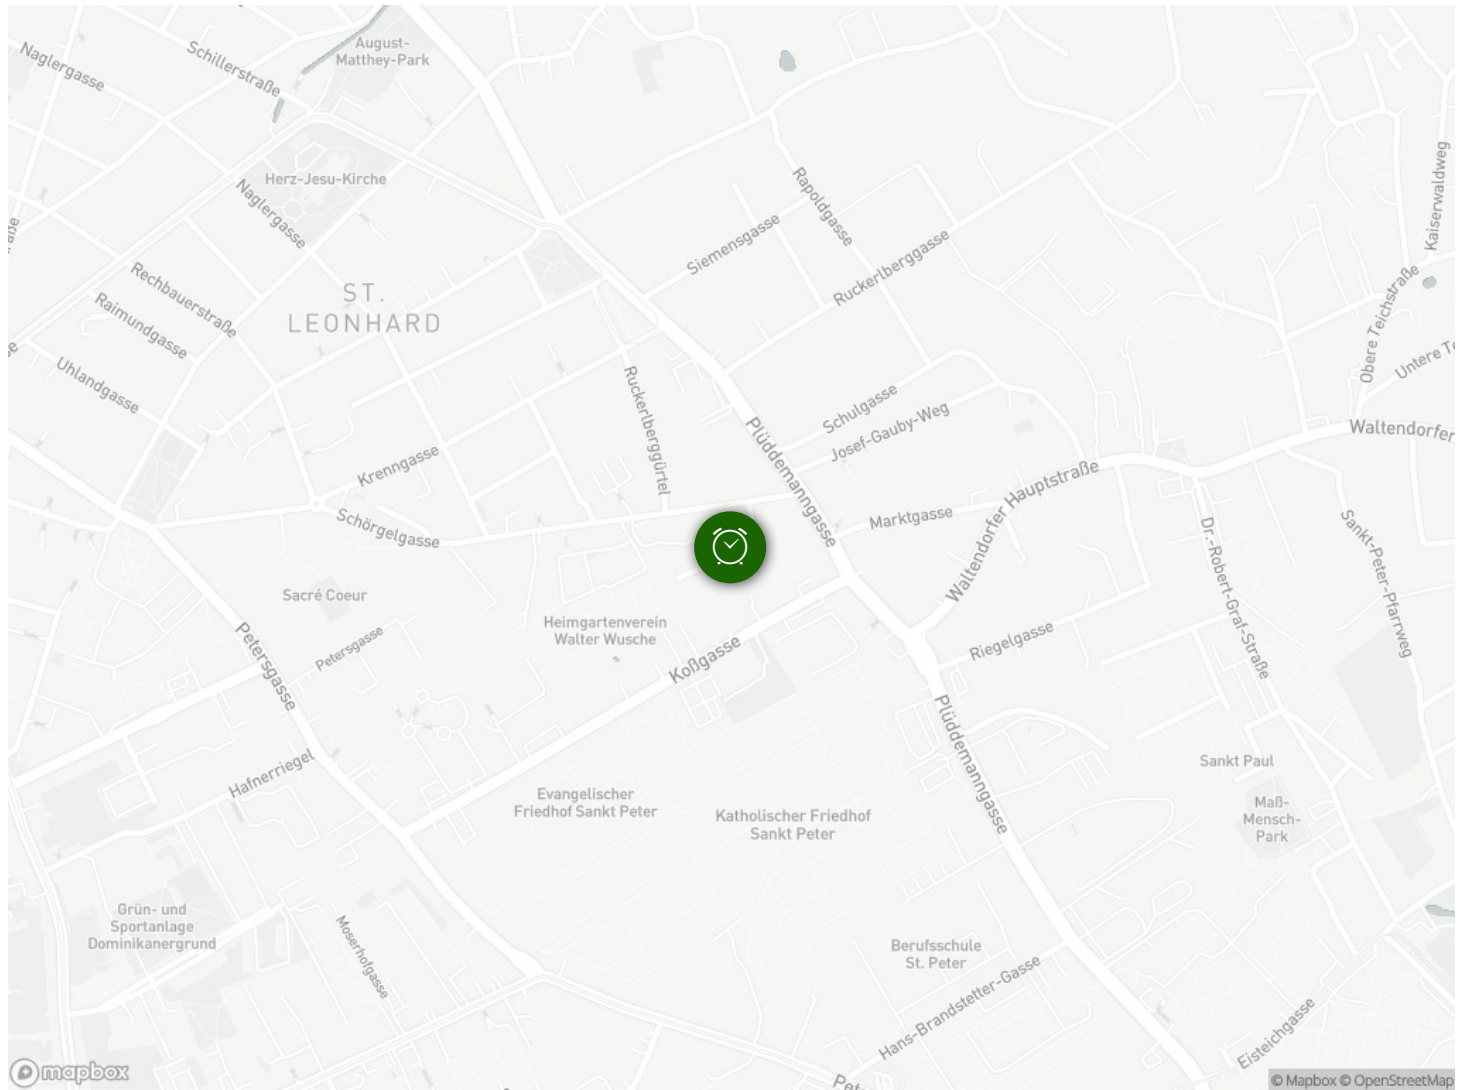 August-
Matthey-Park
Schillerstraße
Naglergasse
Herz-Jesu-Kirche
Naglergasse
Rapoldgasse
Kaiserwaldweg
Siemensgasse
Ruckerlberggasse
Rechbauerstraße
Raimundgasse
ST.
LEONHARD
Obere Teichstraße
Untere Te
Uhlandgasse
Ruckerlberggürtel
Schulgasse
Josef-Gauby-Weg
Plüddemanngasse
Waltendorfer
Krenngasse
Waltendorfer Hauptstraße
Schörgelgasse
Marktgasse
Dr.-Robert-Graf-Straße
Sankt-Peter-Pfarrweg
Sacré Coeur
Heimgartenverein
Walter Wusche
Petersgasse
Petersgasse
Koßgasse
Riegelgasse
Plüddemanngasse
Hafnerriegel
Sankt Paul
Evangelischer
Friedhof Sankt Peter
Katholischer Friedhof
Sankt Peter
Maß-
Mensch-
Park
Grün- und
Sportanlage
Dominikanergrund
Moserhofgasse
Berufsschule
St. Peter
Hans-Brandstetter-Gasse
Eisteichgasse
Pete
mapbox
© Mapbox © OpenStreetMap